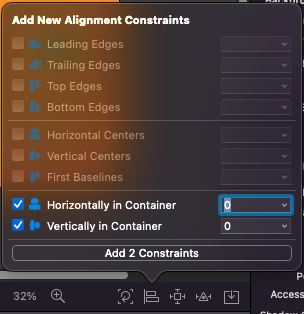 Add New Alignment Constraints
Leading Edges
Trailing Edges
Top Edges
Bottom Edges
Horizontal Centers
Vertical Centers
First Baselines
Horizontally in Container 0
Vertically in Container 0
Add 2 Constraints
32%
Access